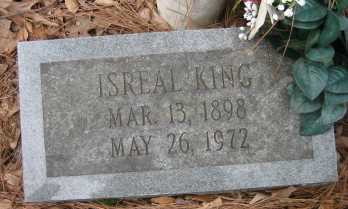 ISREAL KING
MAR. 13, 1898
MAY 26, 1972